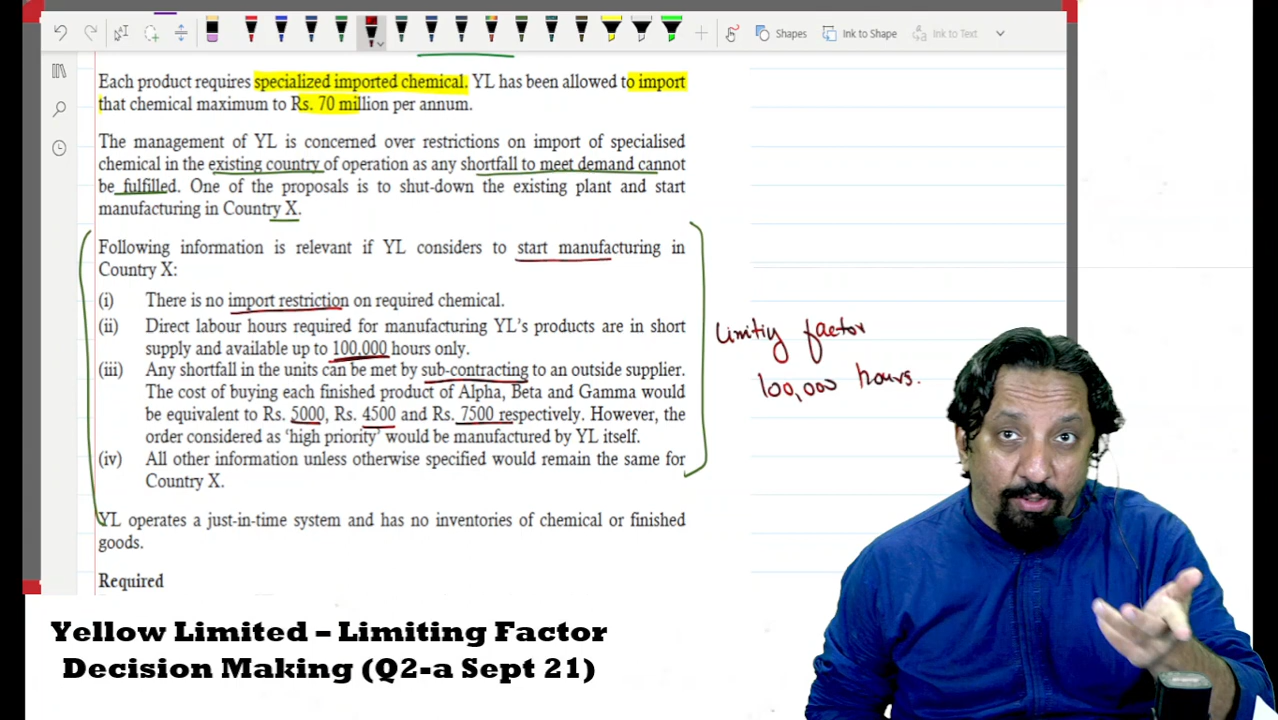 Shapes
Ink to Shape
Ink to Text
Each product requires specialized imported chemical. YL has been allowed to import
that chemical maximum to Rs. 70 million per annum.
The management of YL is concerned over restrictions on import of specialised
chemical in the existing country of operation as any shortfall to meet demand cannot
be fulfilled. One of the proposals is to shut-down the existing plant and start
manufacturing in Country X.
Following information is relevant if YL considers to start manufacturing in
Country X:
(i) There is no import restriction on required chemical.
(ii) Direct labour hours required for manufacturing YL's products are in short
supply and available up to 100,000 hours only.
(iii) Any shortfall in the units can be met by sub-contracting to an outside supplier.
The cost of buying each finished product of Alpha, Beta and Gamma would
be equivalent to Rs. 5000, Rs. 4500 and Rs. 7500 respectively. However, the
order considered as 'high priority' would be manufactured by YL itself.
(iv) All other information unless otherwise specified would remain the same for
Country X.
YL operates a just-in-time system and has no inventories of chemical or finished
goods.
Required
limitiy factor
100,000 hours.
Yellow Limited – Limiting Factor
Decision Making (Q2-a Sept 21)